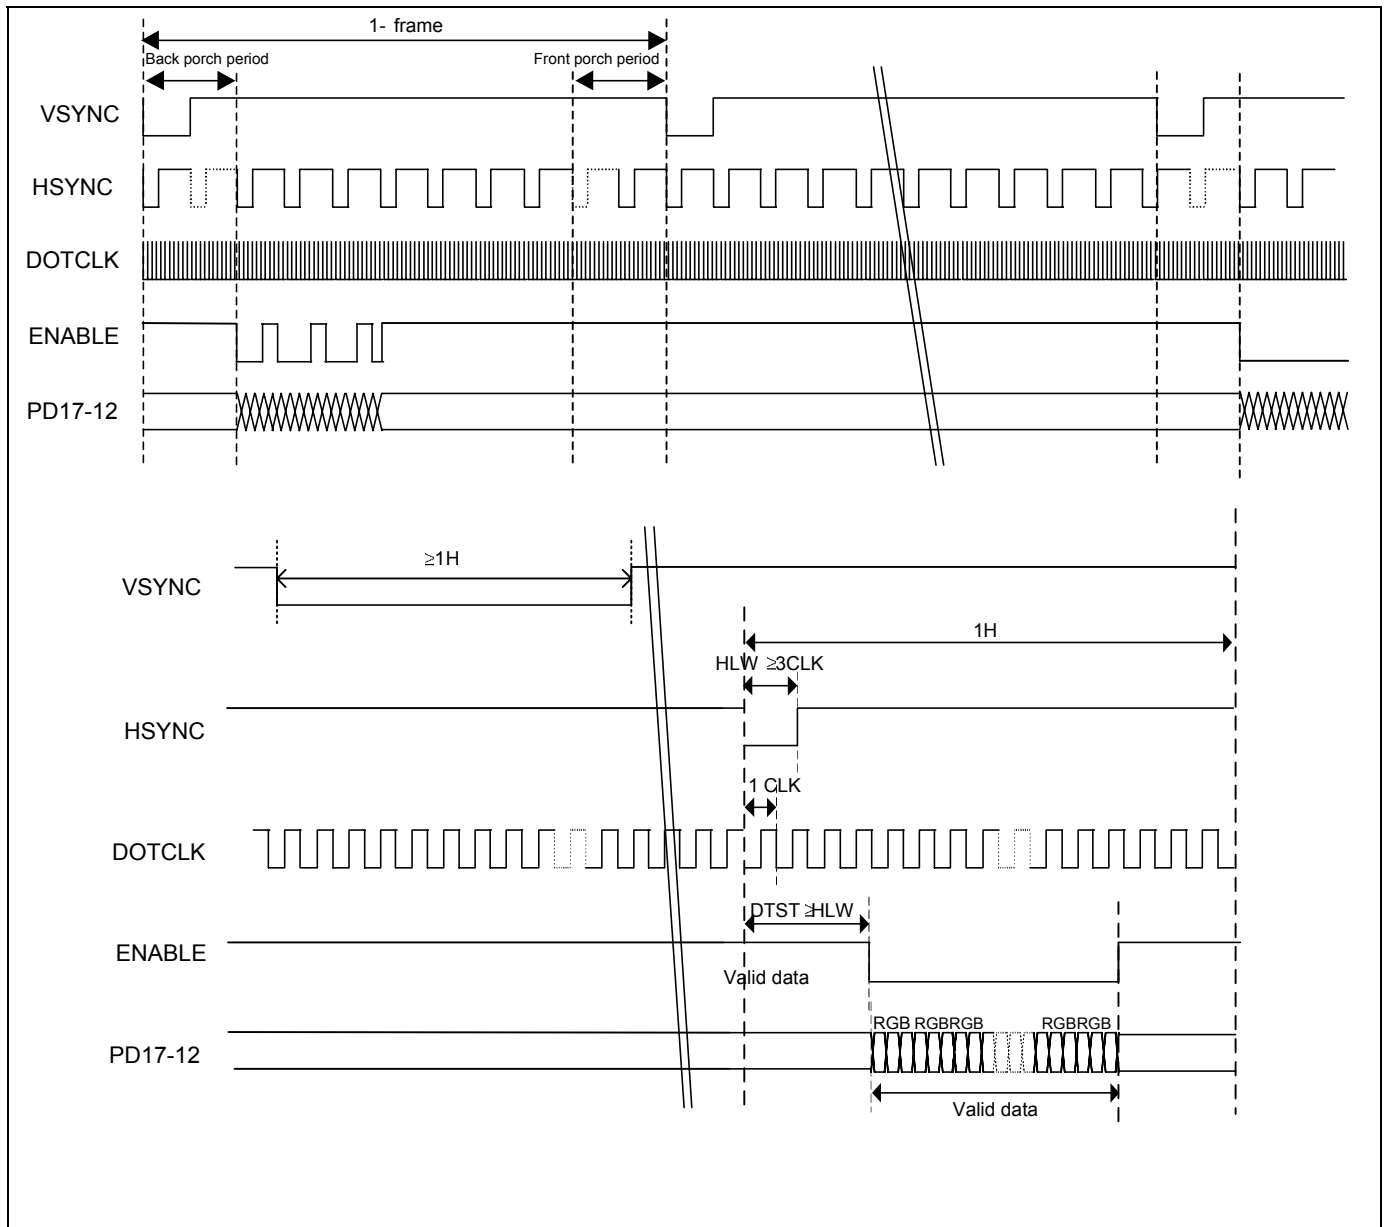 1- frame
Back porch period
Front porch period
VSYNC
HSYNC
DOTCLK
ENABLE
PD17-12
≥1H
VSYNC
1H
HLW ≥3CLK
HSYNC
1 CLK
DOTCLK
DTST ≥HLW
ENABLE
Valid data
RGB RGBRGB RGBRGB
PD17-12
Valid data